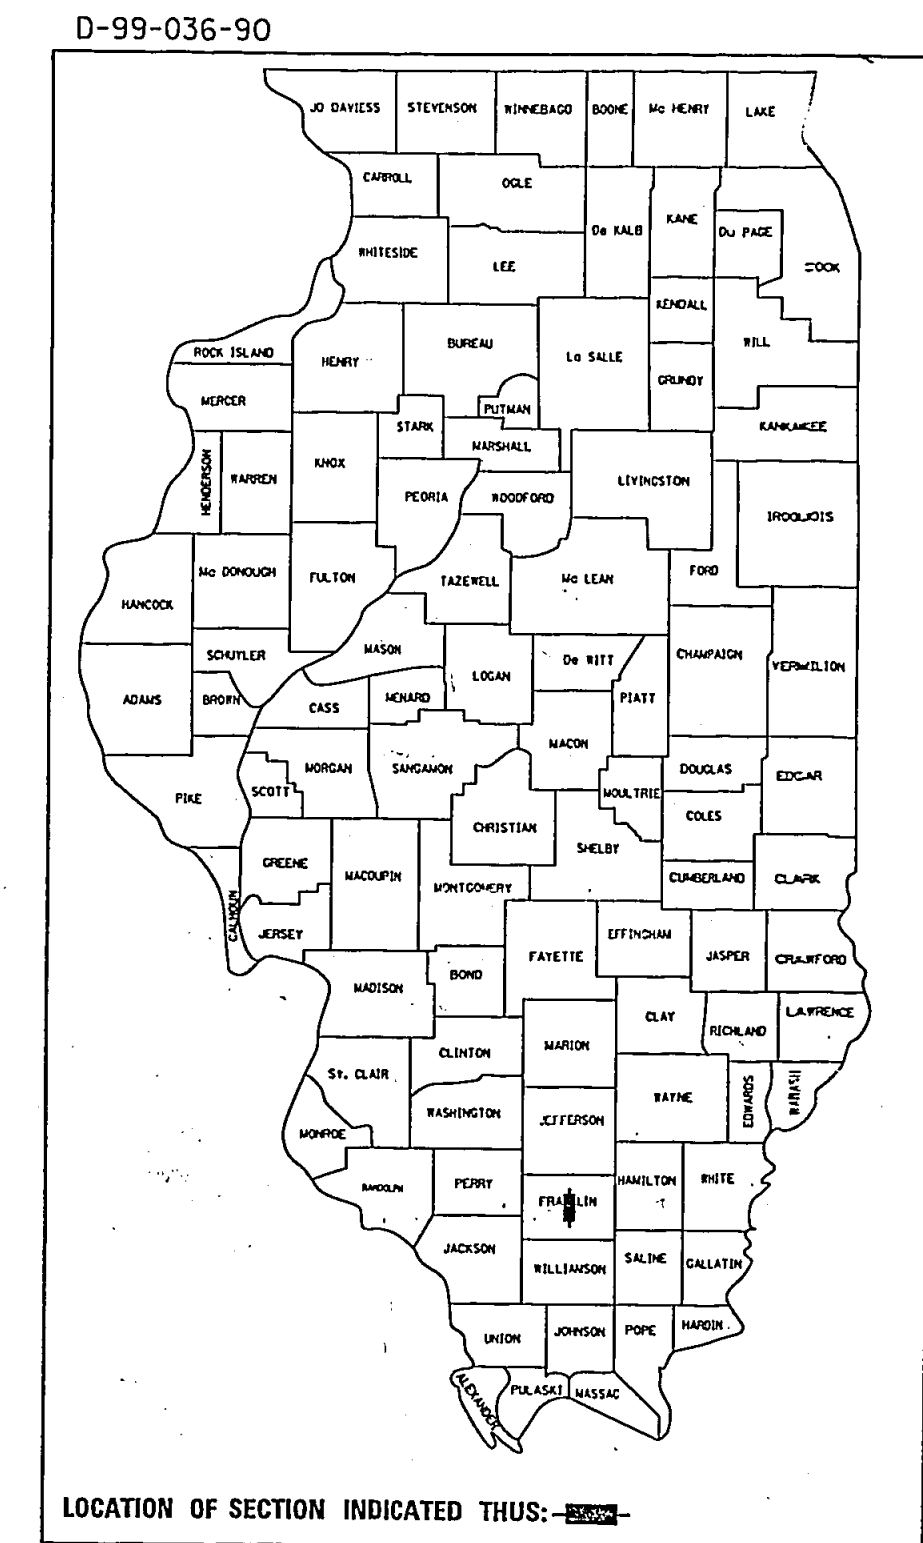 D-99-036-90
JO DAVIESS
STEVENSON
WINNEBAGO
BOONE
Mc HENRY
LAKE
CARROLL
OGLE
De KALB
KANE
Du PAGE
COOK
WHITESIDE
LEE
KENDALL
ROCK ISLAND
HENRY
BUREAU
La SALLE
WILL
GRUNDY
MERCER
PUTMAN
STARK
MARSHALL
KANKAKEE
HENDERSON
WARREN
KNOX
PEORIA
WOODFORD
LIVINGSTON
IROQUOIS
HANCOCK
Mc DONOUGH
FULTON
TAZEWELL
Mc LEAN
FORD
SCHUYLER
MASON
LOGAN
De WITT
CHAMPAIGN
VERMILION
ADAMS
BROWN
CASS
MENARD
PIATT
MACON
PIKE
SCOTT
MORGAN
SANGAMON
DOUGLAS
EDGAR
MOULTRIE
CHRISTIAN
COLES
SHELBY
GREENE
MACOUPIN
MONTGOMERY
CUMBERLAND
CLARK
CALHOUN
JERSEY
FAYETTE
EFFINGHAM
JASPER
CRAWFORD
MADISON
BOND
CLAY
RICHLAND
LAWRENCE
CLINTON
MARION
St. CLAIR
WAYNE
EDWARDS
WABASH
WASHINGTON
JEFFERSON
MONROE
RANDOLPH
PERRY
FRANKLIN
HAMILTON
WHITE
JACKSON
WILLIAMSON
SALINE
GALLATIN
UNION
JOHNSON
POPE
HARDIN
ALEXANDER
PULASKI
MASSAC
LOCATION OF SECTION INDICATED THUS: